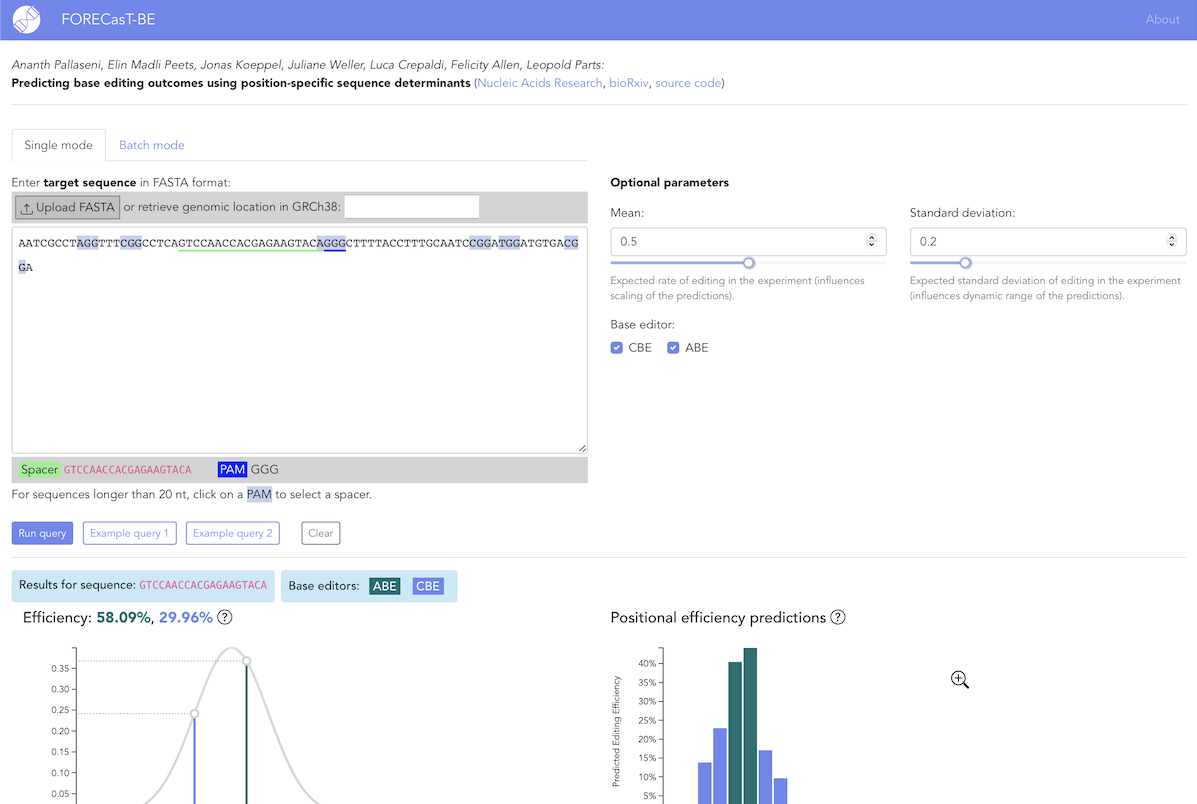 FORECasT-BE
About
Ananth Pallaseni, Elin Madli Peets, Jonas Koeppel, Juliane Weller, Luca Crepaldi, Felicity Allen, Leopold Parts:
Predicting base editing outcomes using position-specific sequence determinants (Nucleic Acids Research, bioRxiv, source code)
Single mode
Batch mode
Enter target sequence in FASTA format:
Upload FASTA or retrieve genomic location in GRCh38:
AATCGCCTAGGTTTCGGCCTCAGTCCAACCACGAGAAGTACAGGGCTTTTACCTTTGCAATCCGGATGGATGTGACG
GA
Spacer GTCCAACCACGAGAAGTACA PAM GGG
For sequences longer than 20 nt, click on a PAM to select a spacer.
Run query
Example query 1
Example query 2
Clear
Optional parameters
Mean:
0.5
Expected rate of editing in the experiment (influences
scaling of the predictions).
Standard deviation:
0.2
Expected standard deviation of editing in the experiment
(influences dynamic range of the predictions).
Base editor:
CBE
ABE
Results for sequence: GTCCAACCACGAGAAGTACA
Base editors: ABE CBE
Efficiency: 58.09%, 29.96% ?
0.35
0.30
0.25
0.20
0.15
0.10
0.05
Positional efficiency predictions ?
Predicted Editing Efficiency
40%
35%
30%
25%
20%
15%
10%
5%